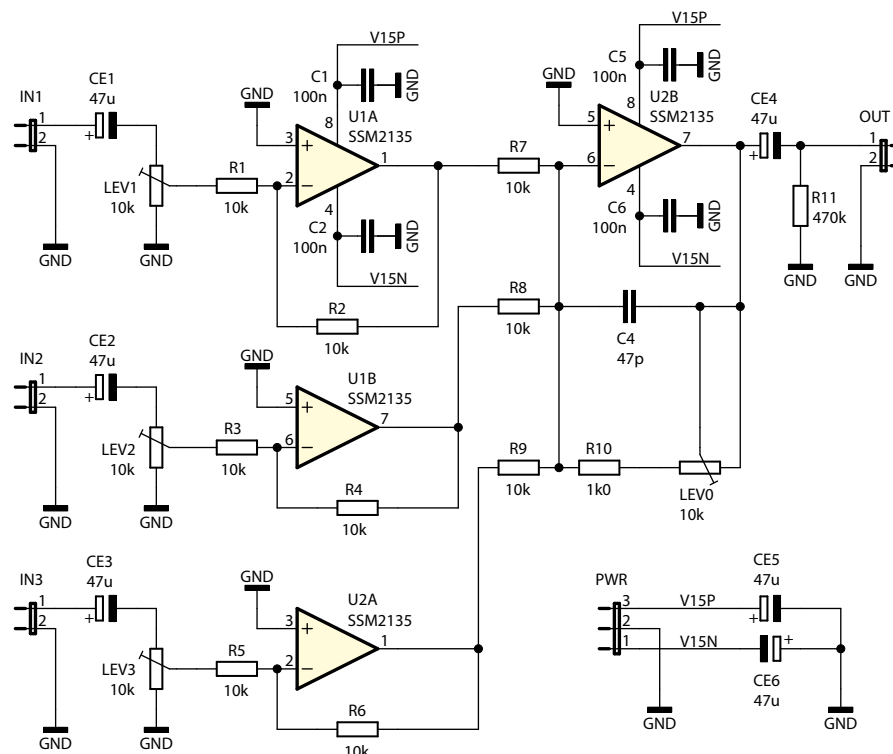 V15P
V15P
CE1
47u
IN1
1
2
+
GND
C1
100n
GND
8
U1A
SSM2135
3
+
2
−
1
4
LEV1
10k
R1
10k
C2
100n
GND
V15N
GND
GND
R2
10k
GND
C5
100n
GND
8
U2B
SSM2135
5
+
6
−
7
4
R7
10k
C6
100n
GND
V15N
CE4
47u
+
OUT
1
2
R11
470k
GND
GND
R8
10k
C4
47p
CE2
47u
IN2
1
2
+
GND
U1B
SSM2135
5
+
6
−
7
LEV2
10k
R3
10k
R4
10k
GND
GND
R9
10k
R10
1k0
LEV0
10k
CE3
47u
IN3
1
2
+
GND
U2A
SSM2135
3
+
2
−
1
LEV3
10k
R5
10k
R6
10k
GND
GND
PWR
3
2
1
V15P
V15N
CE5
47u
+
+
CE6
47u
GND
GND